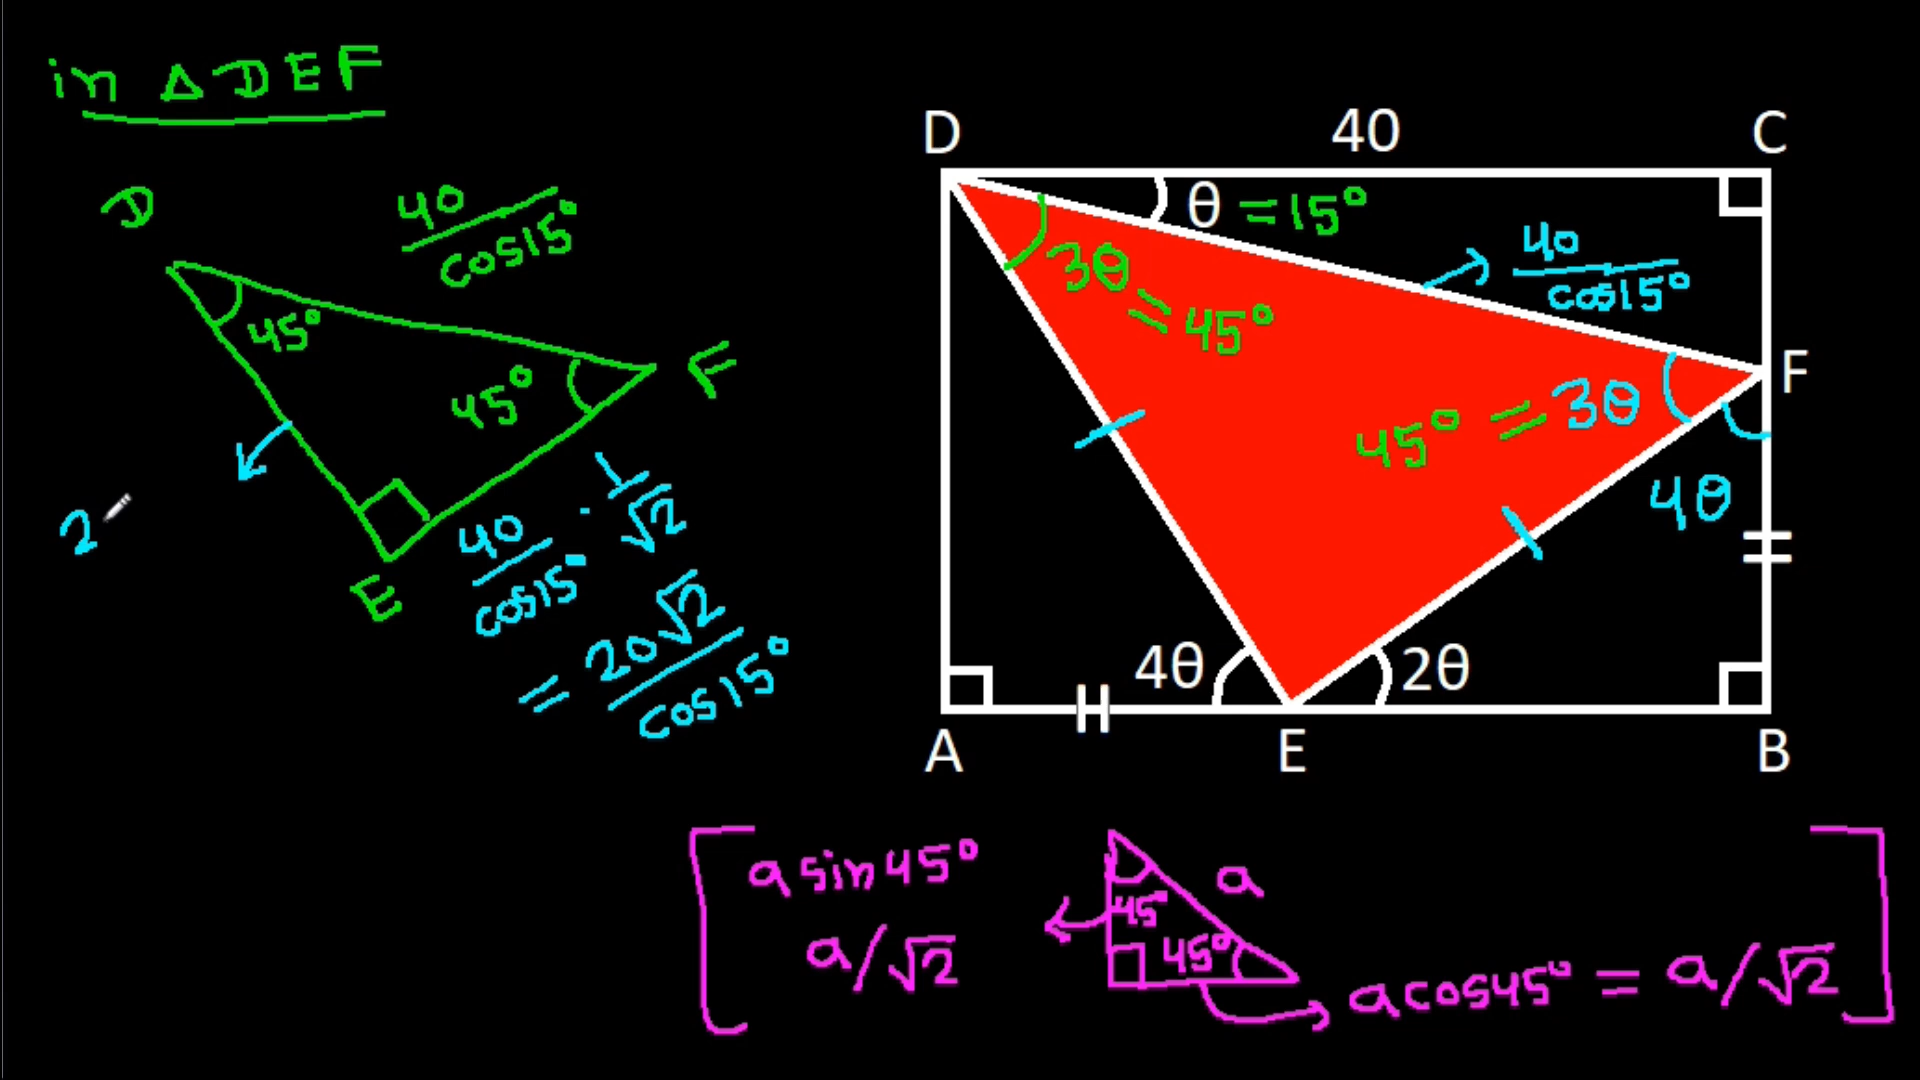 in △DEF
D
40
cos15°
45°
45°
F
E
2
40/cos15° · 1/√2
= 20√2/cos15°
D
40
C
θ = 15°
40
cos15°
3θ
= 45°
F
45° = 3θ
4θ
4θ
2θ
A
E
B
a sin45°
a/√2
45°
45°
a
a cos45° = a/√2